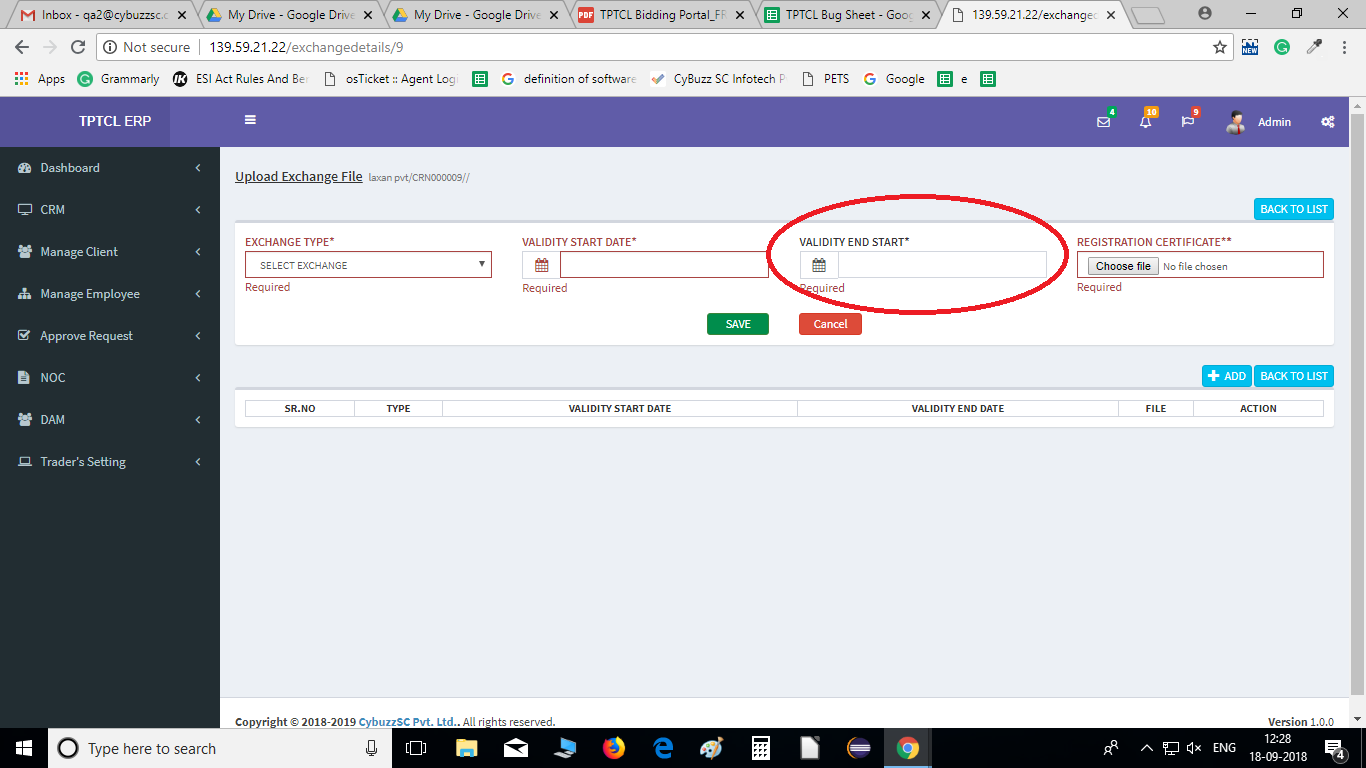 Inbox - qa2@cybuzzsc.c
My Drive - Google Drive
My Drive - Google Drive
PDF TPTCL Bidding Portal_FR
TPTCL Bug Sheet - Goog
139.59.21.22/exchanged
Not secure 139.59.21.22/exchangedetails/9
NEW
Apps Grammarly ESI Act Rules And Be osTicket :: Agent Logi G definition of software CyBuzz SC Infotech P PETS G Google e
TPTCL ERP
4 10 9 Admin
Dashboard
CRM
Manage Client
Manage Employee
Approve Request
NOC
DAM
Trader's Setting
Upload Exchange File laxan pvt/CRN000009//
BACK TO LIST
EXCHANGE TYPE* VALIDITY START DATE* VALIDITY END START* REGISTRATION CERTIFICATE**
SELECT EXCHANGE Choose file No file chosen
Required Required Required Required
SAVE Cancel
ADD BACK TO LIST
SR.NO TYPE VALIDITY START DATE VALIDITY END DATE FILE ACTION
Copyright © 2018-2019 CybuzzSC Pvt. Ltd.. All rights reserved. Version 1.0.0
Type here to search
ENG 12:28
18-09-2018 4